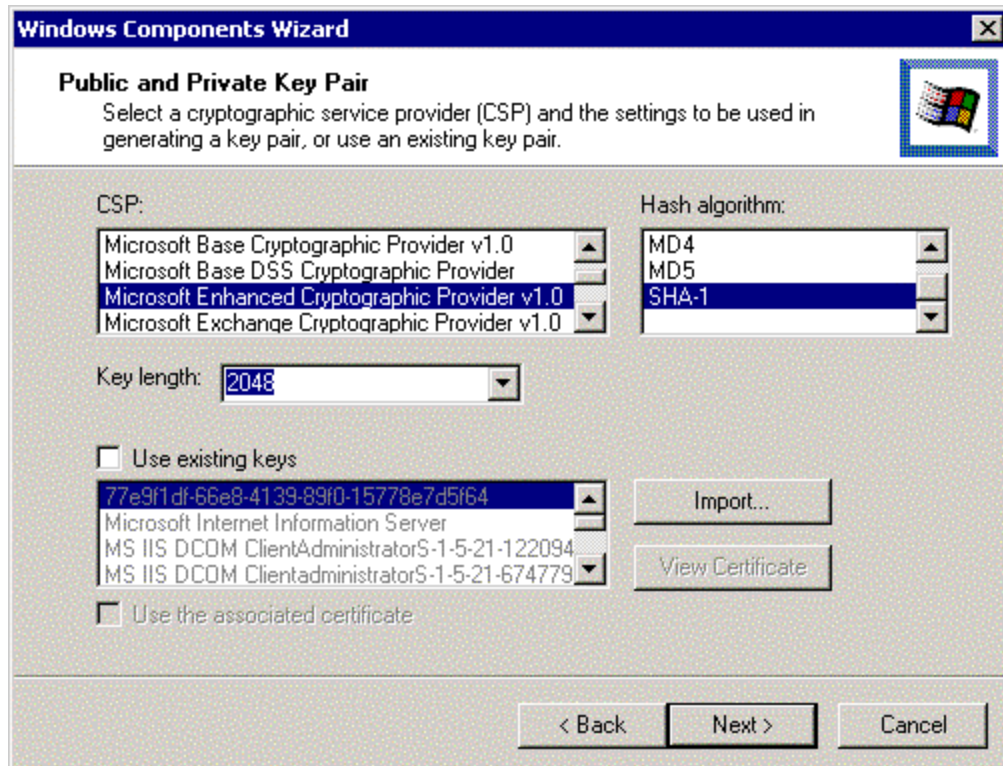 Windows Components Wizard
Public and Private Key Pair
Select a cryptographic service provider (CSP) and the settings to be used in
generating a key pair, or use an existing key pair.
CSP:
Microsoft Base Cryptographic Provider v1.0
Microsoft Base DSS Cryptographic Provider
Microsoft Enhanced Cryptographic Provider v1.0
Microsoft Exchange Cryptographic Provider v1.0
Hash algorithm:
MD4
MD5
SHA-1
Key length: 2048
Use existing keys
77e9f1df-66e8-4139-89f0-15778e7d5f64
Microsoft Internet Information Server
MS IIS DCOM ClientAdministratorS-1-5-21-122094
MS IIS DCOM ClientadministratorS-1-5-21-674779
Import...
View Certificate
Use the associated certificate
< Back Next > Cancel